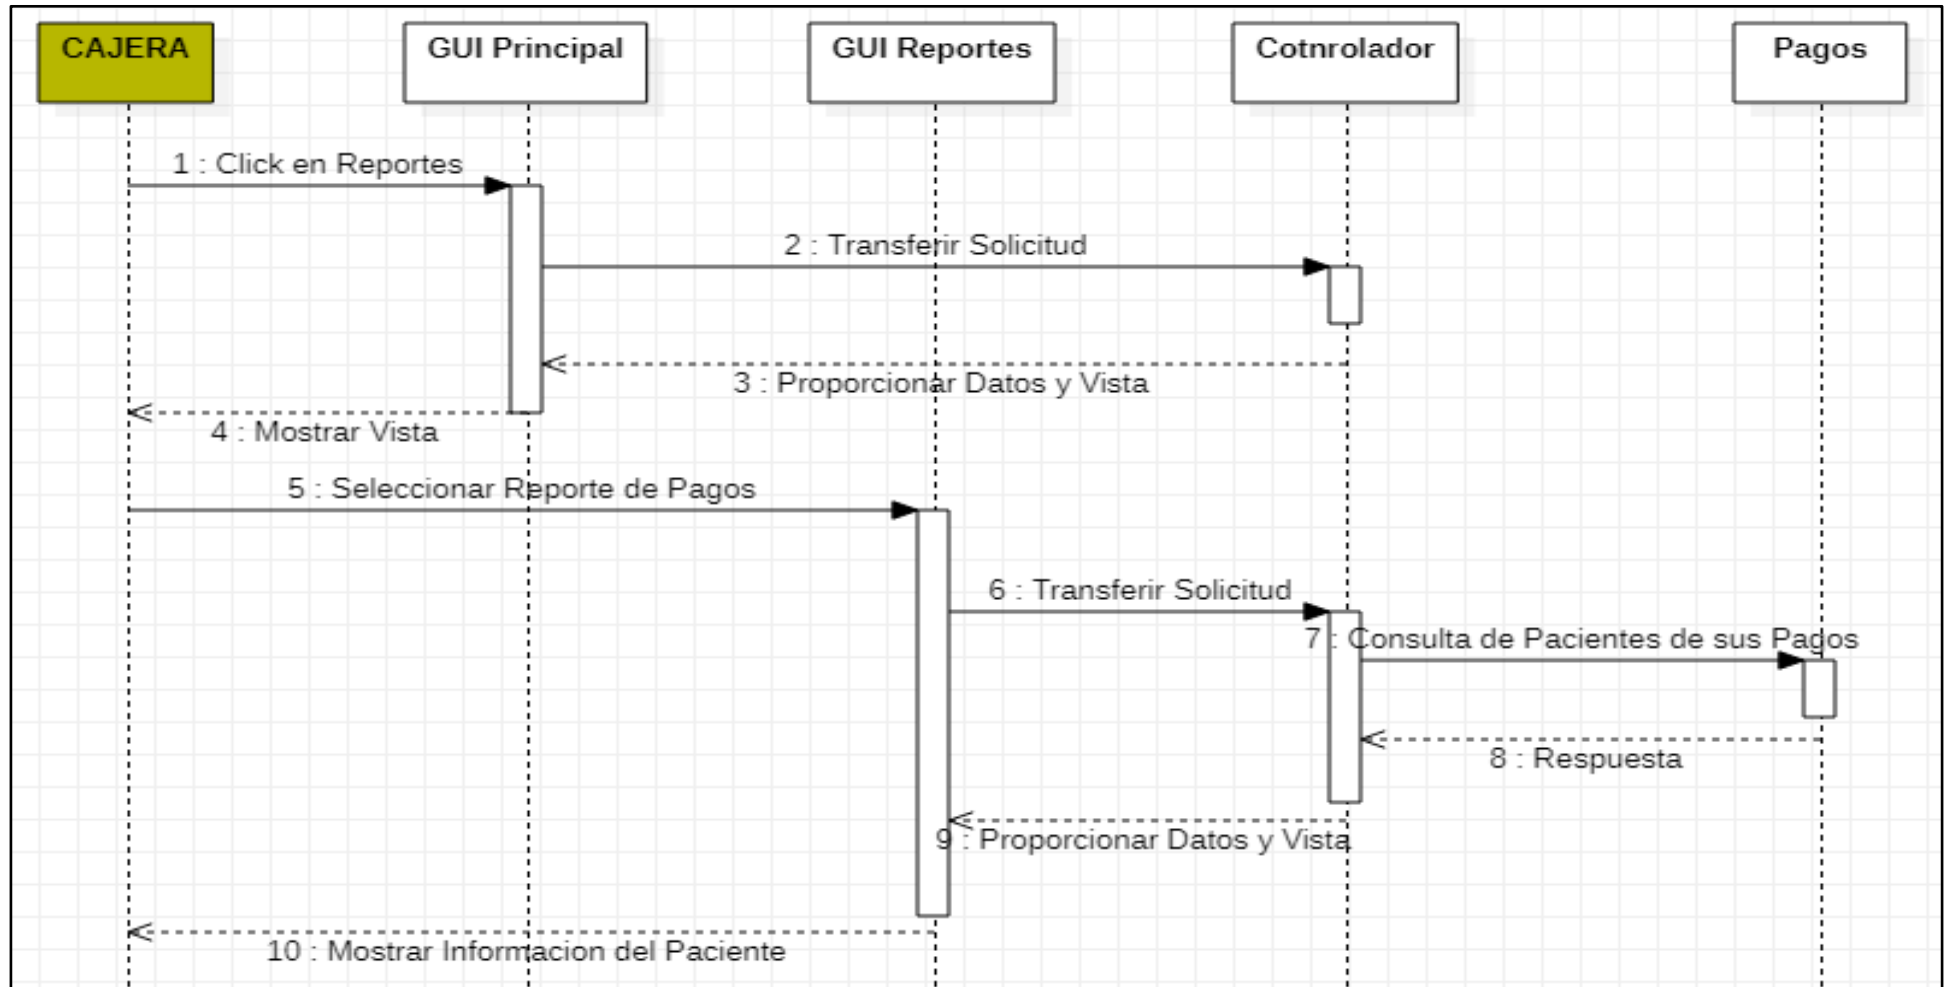 CAJERA
GUI Principal
GUI Reportes
Cotnrolador
Pagos
1 : Click en Reportes
2 : Transferir Solicitud
3 : Proporcionar Datos y Vista
4 : Mostrar Vista
5 : Seleccionar Reporte de Pagos
6 : Transferir Solicitud
7 : Consulta de Pacientes de sus Pagos
8 : Respuesta
9 : Proporcionar Datos y Vista
10 : Mostrar Informacion del Paciente